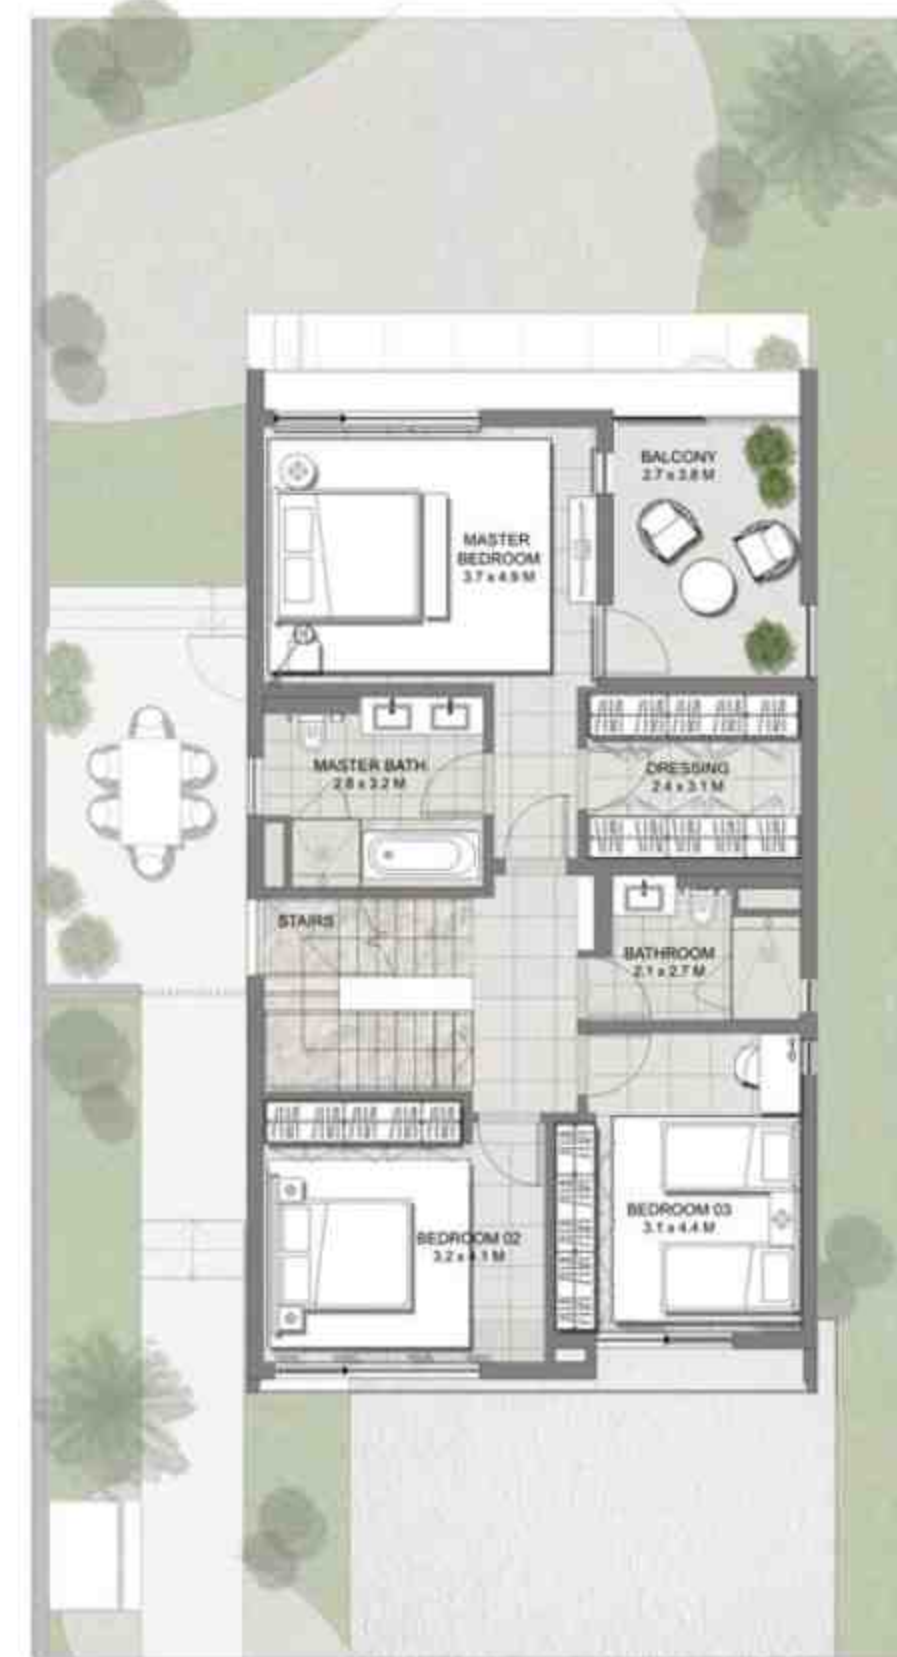 BALCONY
2.7 x 3.8 M
MASTER
BEDROOM
3.7 x 4.9 M
MASTER BATH
2.8 x 3.2 M
DRESSING
2.4 x 3.1 M
STAIRS
BATHROOM
2.1 x 2.7 M
BEDROOM 03
3.1 x 4.4 M
BEDROOM 02
3.2 x 4.1 M